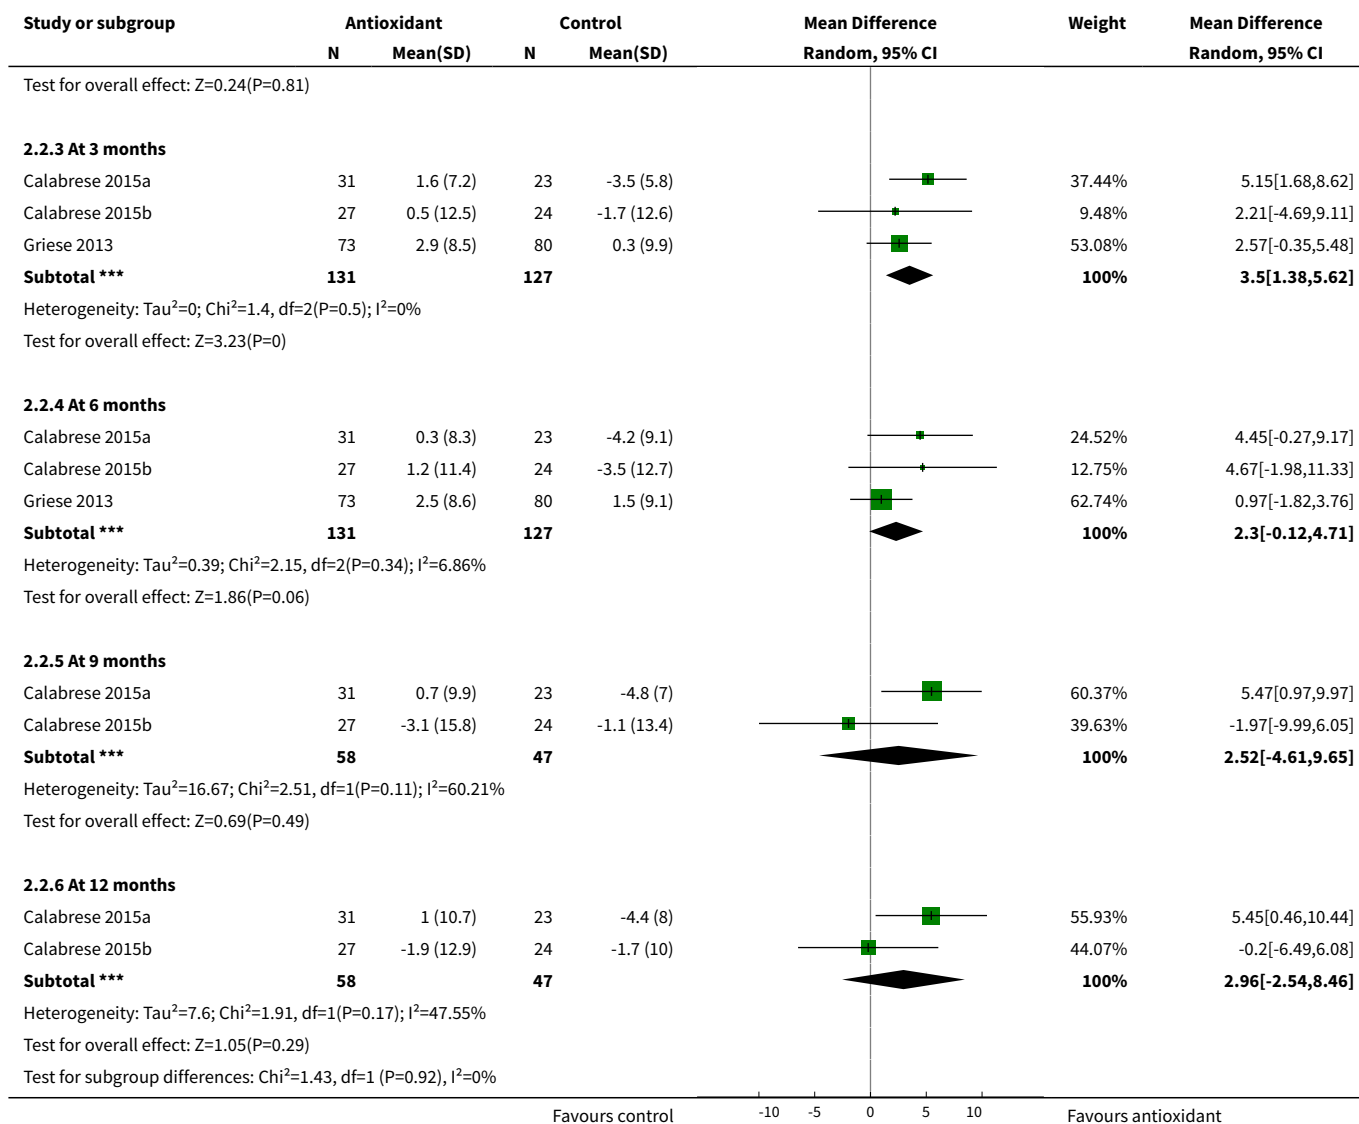 Study or subgroup Antioxidant Control Mean Difference Weight Mean Difference
N Mean(SD) N Mean(SD) Random, 95% CI Random, 95% CI
Test for overall effect: Z=0.24(P=0.81)
2.2.3 At 3 months
Calabrese 2015a 31 1.6 (7.2) 23 -3.5 (5.8) 37.44% 5.15[1.68,8.62]
Calabrese 2015b 27 0.5 (12.5) 24 -1.7 (12.6) 9.48% 2.21[-4.69,9.11]
Griese 2013 73 2.9 (8.5) 80 0.3 (9.9) 53.08% 2.57[-0.35,5.48]
Subtotal *** 131 127 100% 3.5[1.38,5.62]
Heterogeneity: Tau²=0; Chi²=1.4, df=2(P=0.5); I²=0%
Test for overall effect: Z=3.23(P=0)
2.2.4 At 6 months
Calabrese 2015a 31 0.3 (8.3) 23 -4.2 (9.1) 24.52% 4.45[-0.27,9.17]
Calabrese 2015b 27 1.2 (11.4) 24 -3.5 (12.7) 12.75% 4.67[-1.98,11.33]
Griese 2013 73 2.5 (8.6) 80 1.5 (9.1) 62.74% 0.97[-1.82,3.76]
Subtotal *** 131 127 100% 2.3[-0.12,4.71]
Heterogeneity: Tau²=0.39; Chi²=2.15, df=2(P=0.34); I²=6.86%
Test for overall effect: Z=1.86(P=0.06)
2.2.5 At 9 months
Calabrese 2015a 31 0.7 (9.9) 23 -4.8 (7) 60.37% 5.47[0.97,9.97]
Calabrese 2015b 27 -3.1 (15.8) 24 -1.1 (13.4) 39.63% -1.97[-9.99,6.05]
Subtotal *** 58 47 100% 2.52[-4.61,9.65]
Heterogeneity: Tau²=16.67; Chi²=2.51, df=1(P=0.11); I²=60.21%
Test for overall effect: Z=0.69(P=0.49)
2.2.6 At 12 months
Calabrese 2015a 31 1 (10.7) 23 -4.4 (8) 55.93% 5.45[0.46,10.44]
Calabrese 2015b 27 -1.9 (12.9) 24 -1.7 (10) 44.07% -0.2[-6.49,6.08]
Subtotal *** 58 47 100% 2.96[-2.54,8.46]
Heterogeneity: Tau²=7.6; Chi²=1.91, df=1(P=0.17); I²=47.55%
Test for overall effect: Z=1.05(P=0.29)
Test for subgroup differences: Chi²=1.43, df=1 (P=0.92), I²=0%
Favours control -10 -5 0 5 10 Favours antioxidant